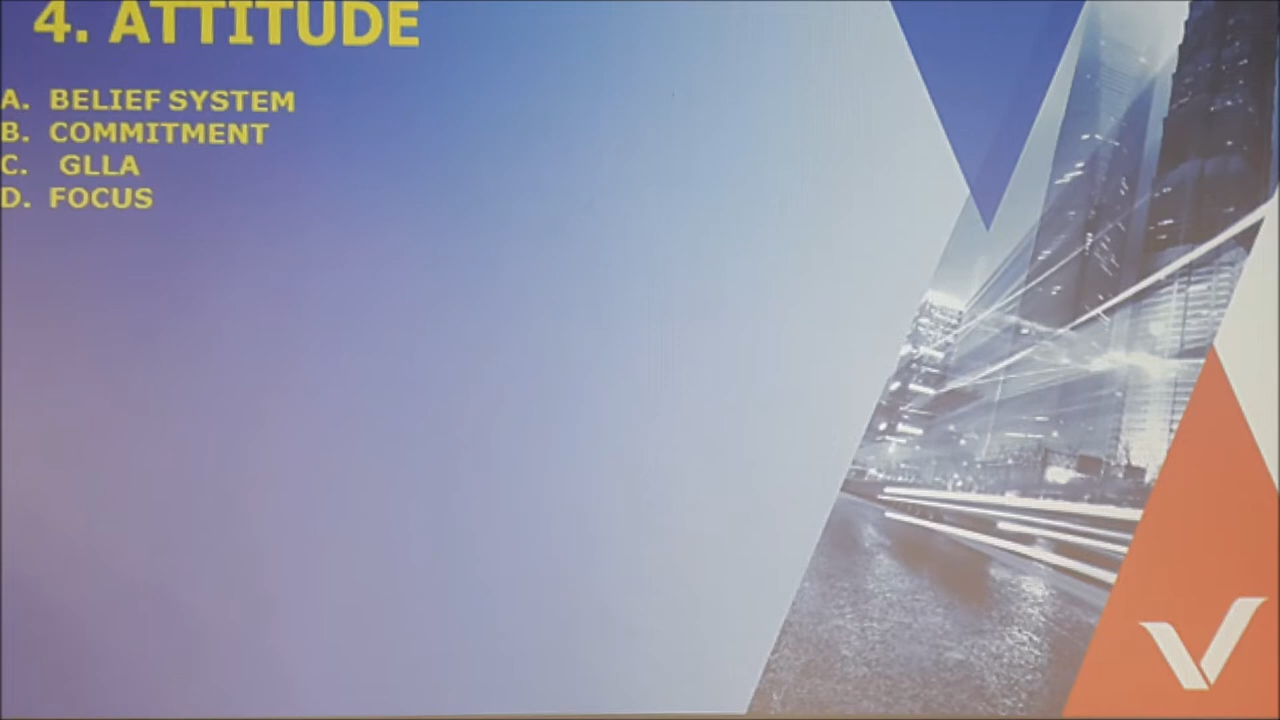 4. ATTITUDE
A. BELIEF SYSTEM
B. COMMITMENT
C. GLLA
D. FOCUS